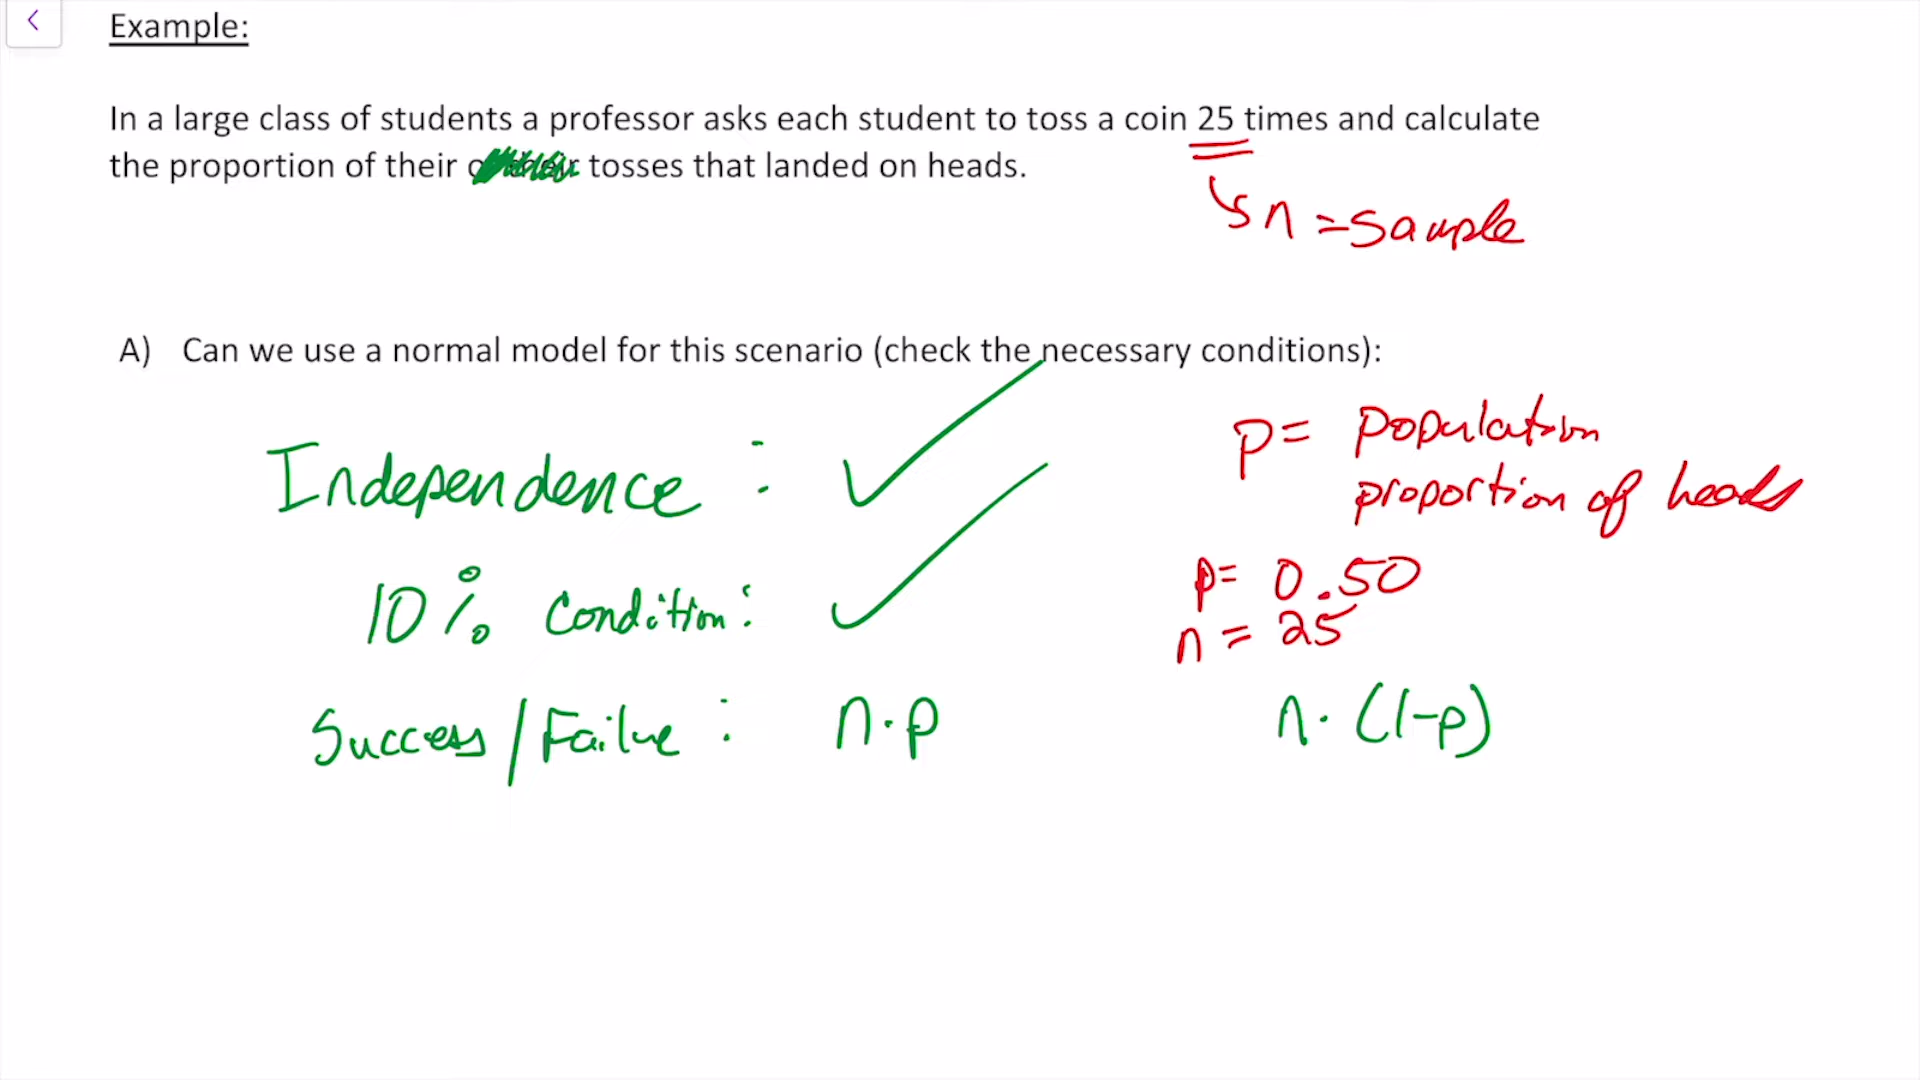 Example:
In a large class of students a professor asks each student to toss a coin 25 times and calculate
the proportion of their tosses that landed on heads.
n = sample
A) Can we use a normal model for this scenario (check the necessary conditions):
Independence :
p = population
proportion of heads
10% Condition:
p = 0.50
n = 25
Success/Failure : n·p n·(1-p)